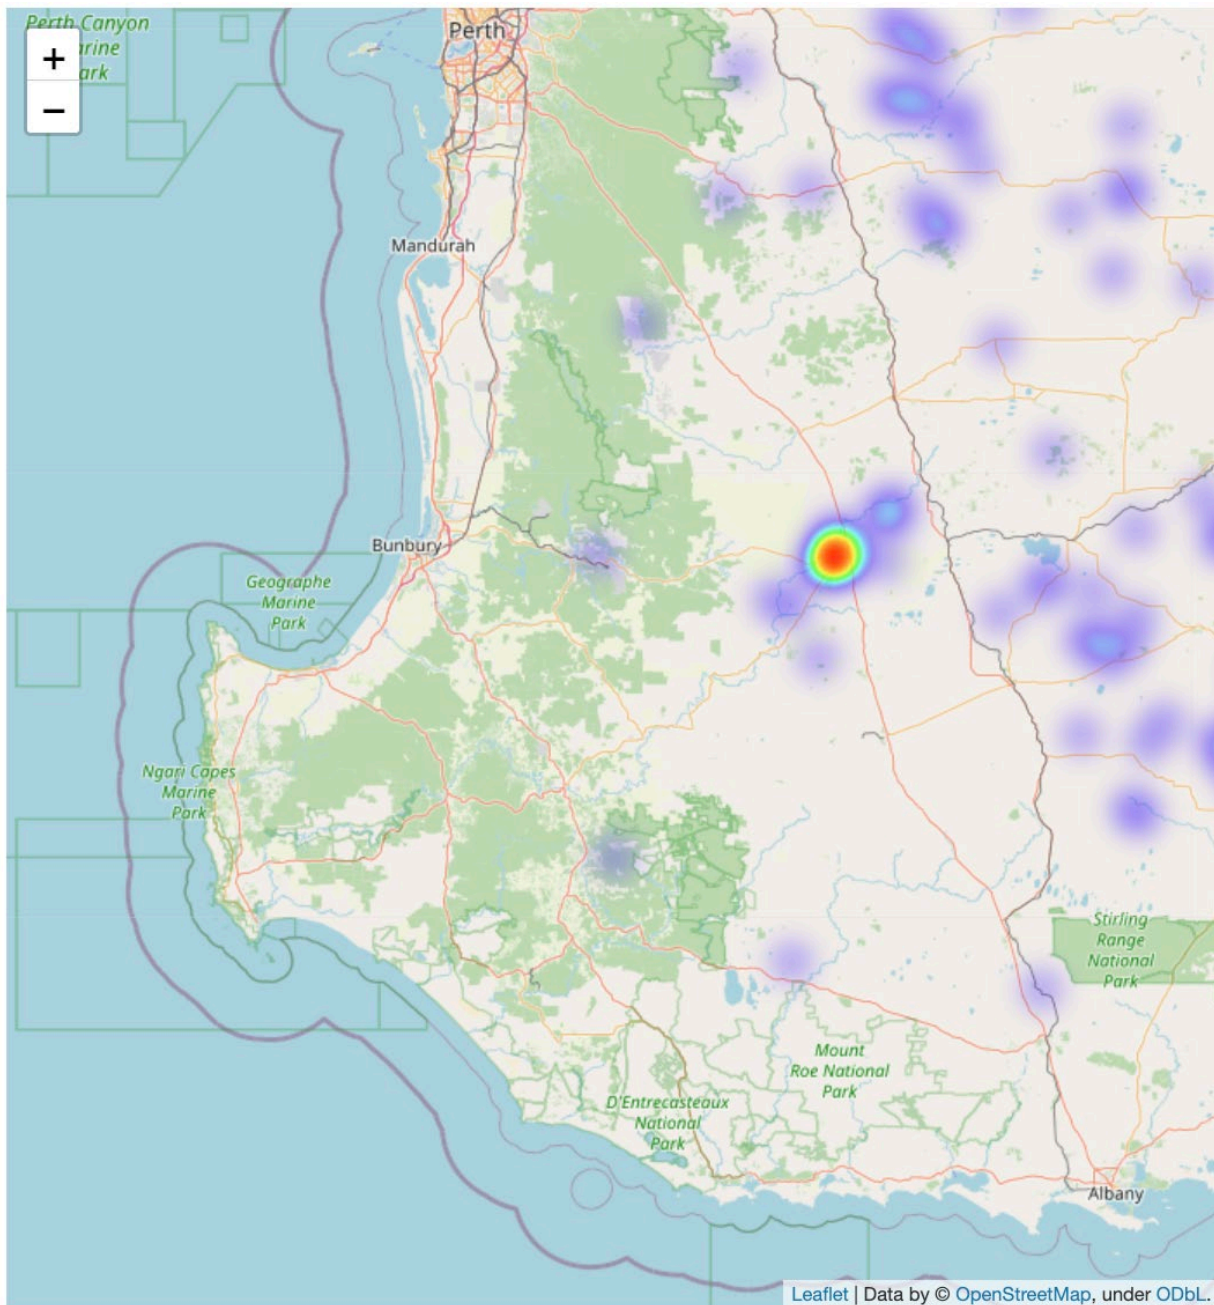 Perth Canyon
arine
ark
+
−
Perth
Mandurah
Bunbury
Geographe
Marine
Park
Ngari Capes
Marine
Park
Stirling
Range
National
Park
Mount
Roe National
Park
D'Entrecasteaux
National
Park
Albany
Leaflet | Data by © OpenStreetMap, under ODbL.